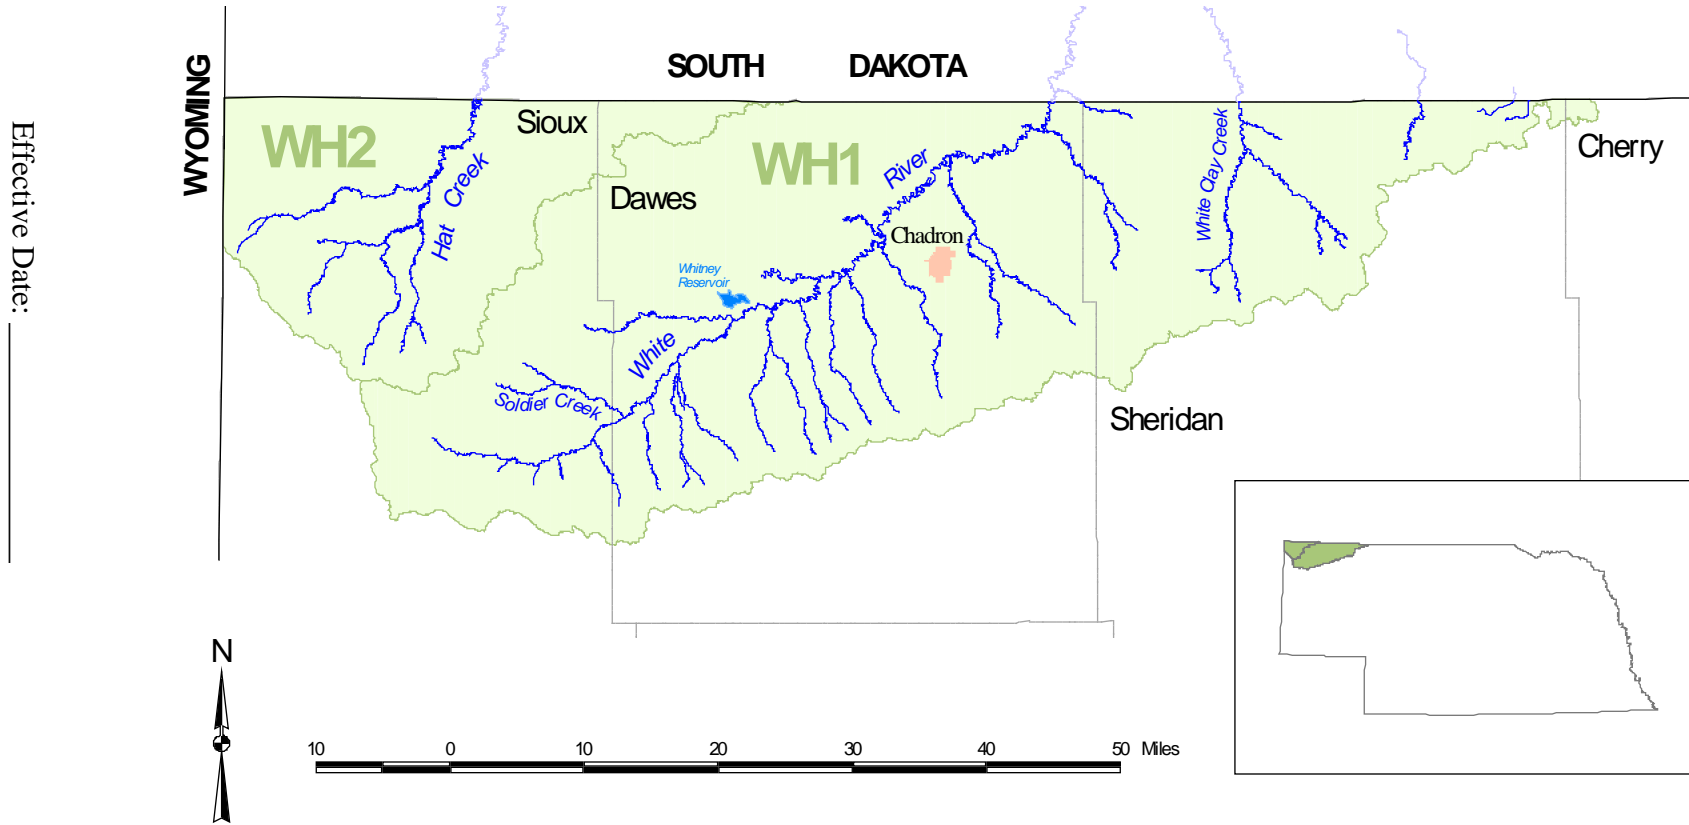 Effective Date:
WYOMING
SOUTH DAKOTA
WH2
Sioux
WH1
Cherry
Hat Creek
River
White Clay Creek
Dawes
Chadron
Whitney
Reservoir
White
Soldier Creek
Sheridan
N
10 0 10 20 30 40 50 Miles